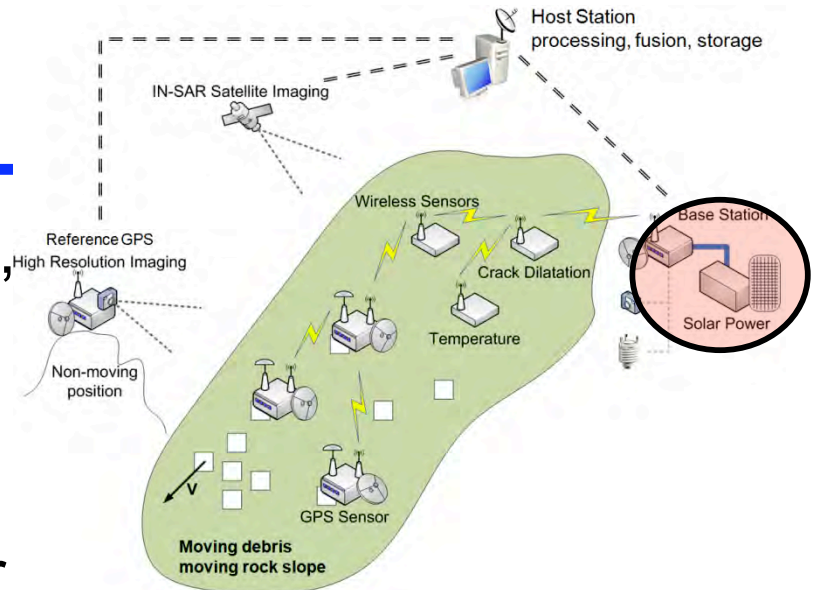 Host Station
processing, fusion, storage
IN-SAR Satellite Imaging
Wireless Sensors
Base Station
Reference GPS
High Resolution Imaging
,
Crack Dilatation
Solar Power
Temperature
Non-moving
position
V
GPS Sensor
Moving debris
moving rock slope